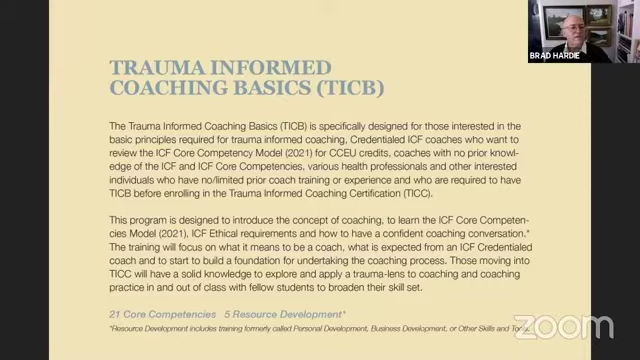 BRAD HARDIE
TRAUMA INFORMED
COACHING BASICS (TICB)
The Trauma Informed Coaching Basics (TICB) is specifically designed for those interested in the
basic principles required for trauma informed coaching, Credentialed ICF coaches who want to
review the ICF Core Competency Model (2021) for CCEU credits, coaches with no prior knowl-
edge of the ICF and ICF Core Competencies, various health professionals and other interested
individuals who have no/limited prior coach training or experience and who are required to have
TICB before enrolling in the Trauma Informed Coaching Certification (TICC).
This program is designed to introduce the concept of coaching, to learn the ICF Core Competen-
cies Model (2021), ICF Ethical requirements and how to have a confident coaching conversation.*
The training will focus on what it means to be a coach, what is expected from an ICF Credentialed
coach and to start to build a foundation for undertaking the coaching process. Those moving into
TICC will have a solid knowledge to explore and apply a trauma-lens to coaching and coaching
practice in and out of class with fellow students to broaden their skill set.
21 Core Competencies 5 Resource Development*
*Resource Development includes training formerly called Personal Development, Business Development, or Other Skills and Tools.
zoom